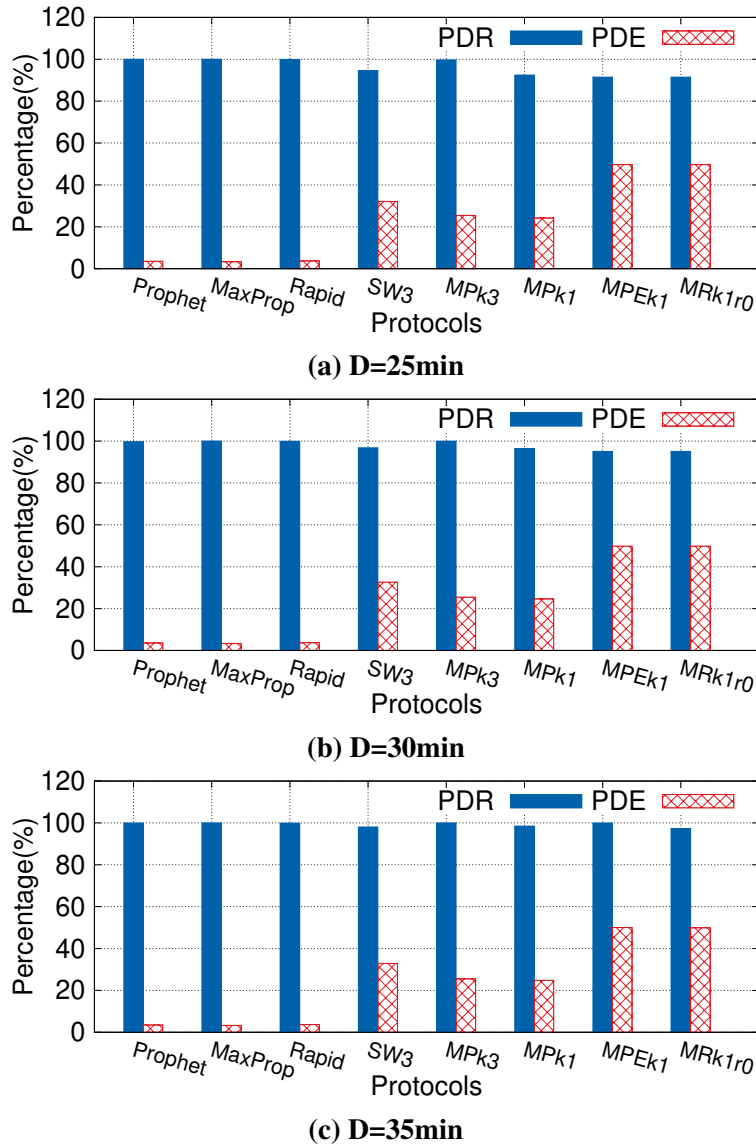 120
100
80
60
40
20
0
Percentage(%)
PDR PDE
Prophet MaxProp Rapid SW3 MPk3 MPk1 MPEk1 MRk1r0
Protocols
(a) D=25min
120
100
80
60
40
20
0
Percentage(%)
PDR PDE
Prophet MaxProp Rapid SW3 MPk3 MPk1 MPEk1 MRk1r0
Protocols
(b) D=30min
120
100
80
60
40
20
0
Percentage(%)
PDR PDE
Prophet MaxProp Rapid SW3 MPk3 MPk1 MPEk1 MRk1r0
Protocols
(c) D=35min